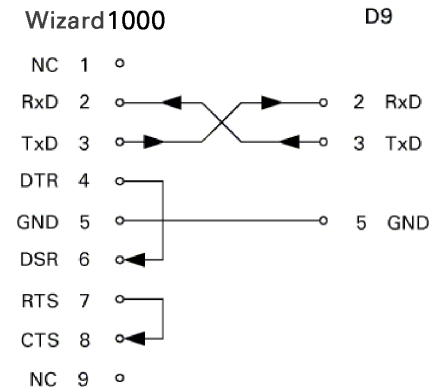 Wizard1000 D9
NC 1
RxD 2 2 RxD
TxD 3 3 TxD
DTR 4
GND 5 5 GND
DSR 6
RTS 7
CTS 8
NC 9